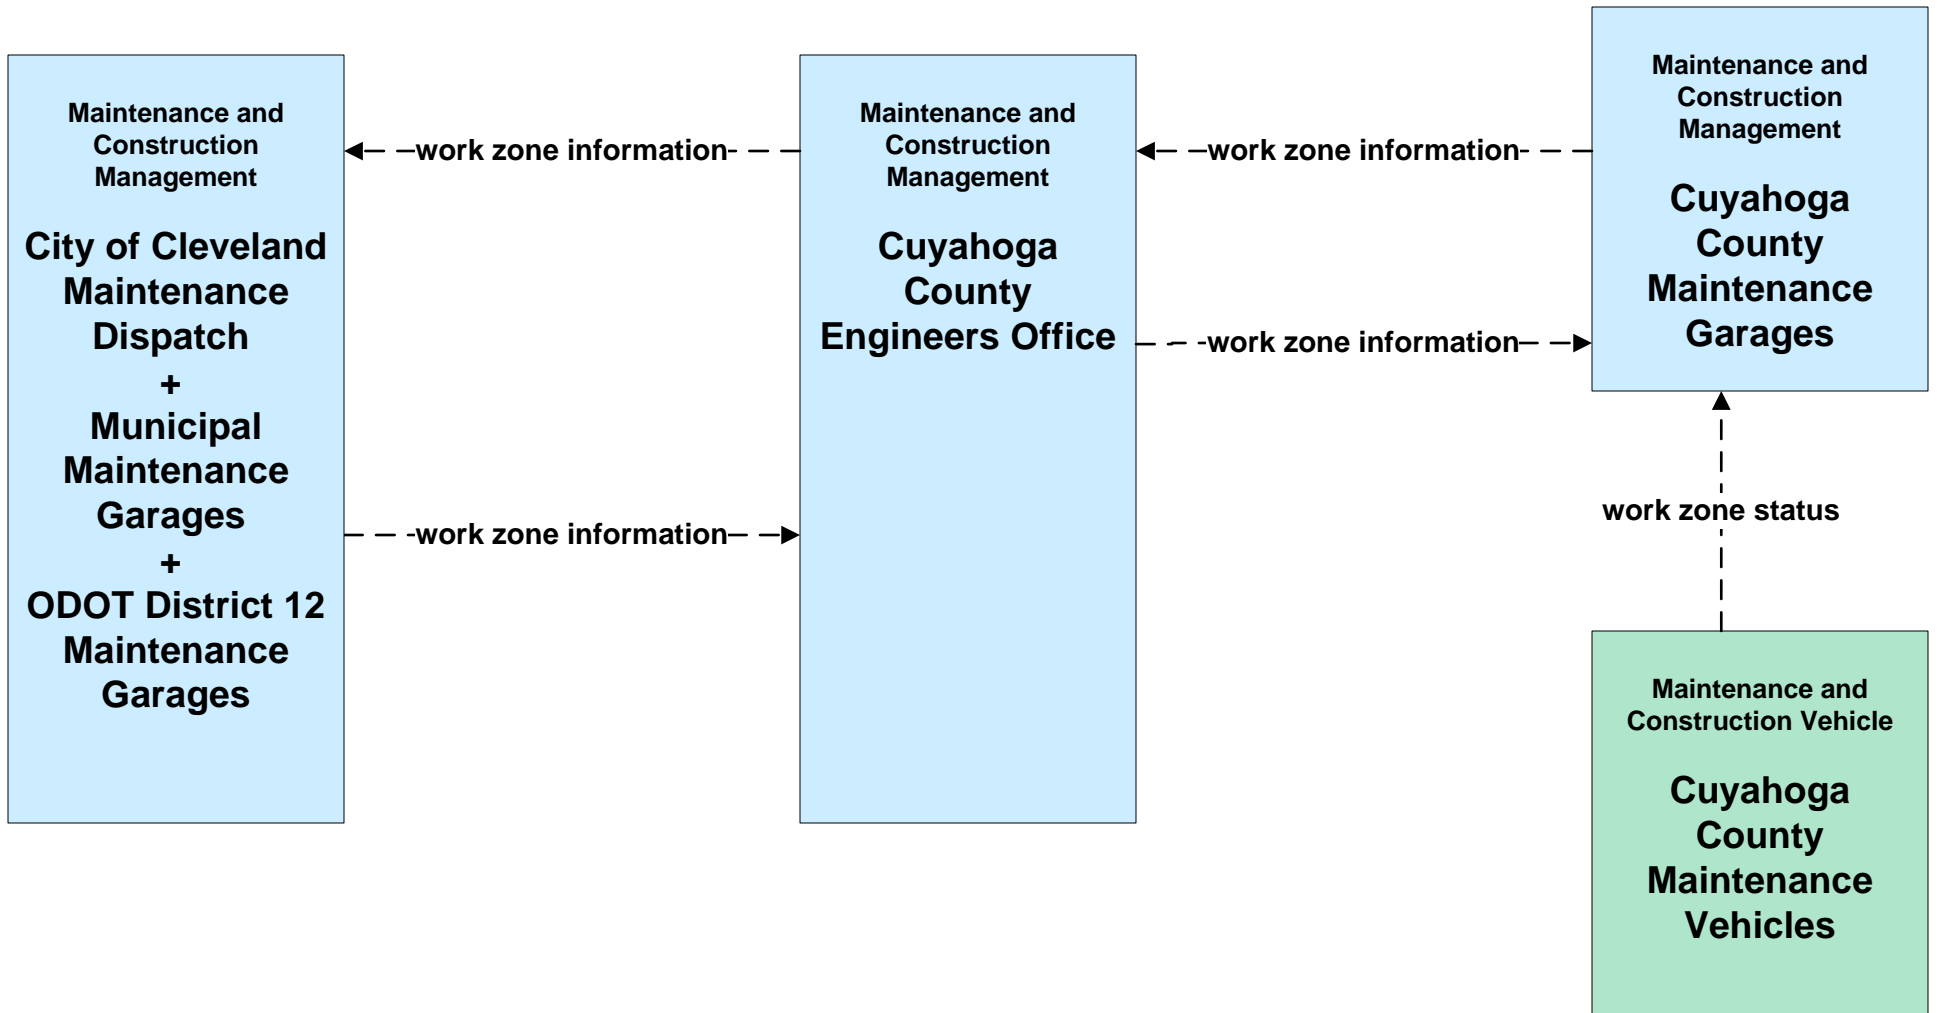 Maintenance and
Construction
Management
City of Cleveland
Maintenance
Dispatch
+
Municipal
Maintenance
Garages
+
ODOT District 12
Maintenance
Garages
work zone information
work zone information
Maintenance and
Construction
Management
Cuyahoga
County
Engineers Office
work zone information
work zone information
Maintenance and
Construction
Management
Cuyahoga
County
Maintenance
Garages
work zone status
Maintenance and
Construction Vehicle
Cuyahoga
County
Maintenance
Vehicles